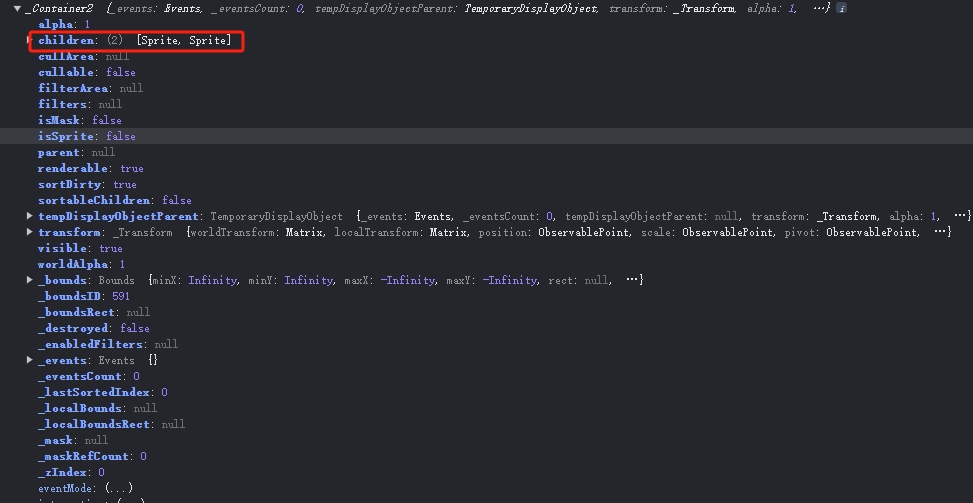 ▼ _Container2 {_events: Events, _eventsCount: 0, tempDisplayObjectParent: TemporaryDisplayObject, transform: _Transform, alpha: 1, …} i
alpha: 1
▶ children: (2) [Sprite, Sprite]
cullArea: null
cullable: false
filterArea: null
filters: null
isMask: false
isSprite: false
parent: null
renderable: true
sortDirty: true
sortableChildren: false
▶ tempDisplayObjectParent: TemporaryDisplayObject {_events: Events, _eventsCount: 0, tempDisplayObjectParent: null, transform: _Transform, alpha: 1, …}
▶ transform: _Transform {worldTransform: Matrix, localTransform: Matrix, position: ObservablePoint, scale: ObservablePoint, pivot: ObservablePoint, …}
visible: true
worldAlpha: 1
▶ _bounds: Bounds {minX: Infinity, minY: Infinity, maxX: -Infinity, maxY: -Infinity, rect: null, …}
_boundsID: 591
_boundsRect: null
_destroyed: false
_enabledFilters: null
▶ _events: Events {}
_eventsCount: 0
_lastSortedIndex: 0
_localBounds: null
_localBoundsRect: null
_mask: null
_maskRefCount: 0
_zIndex: 0
eventMode: (...)